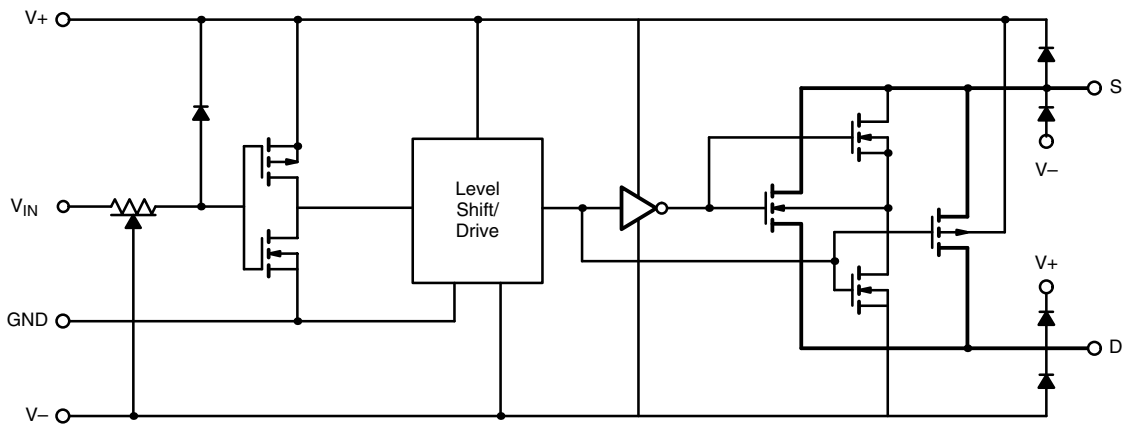 V+
S
V–
Level
Shift/
Drive
VIN
V+
GND
D
V–